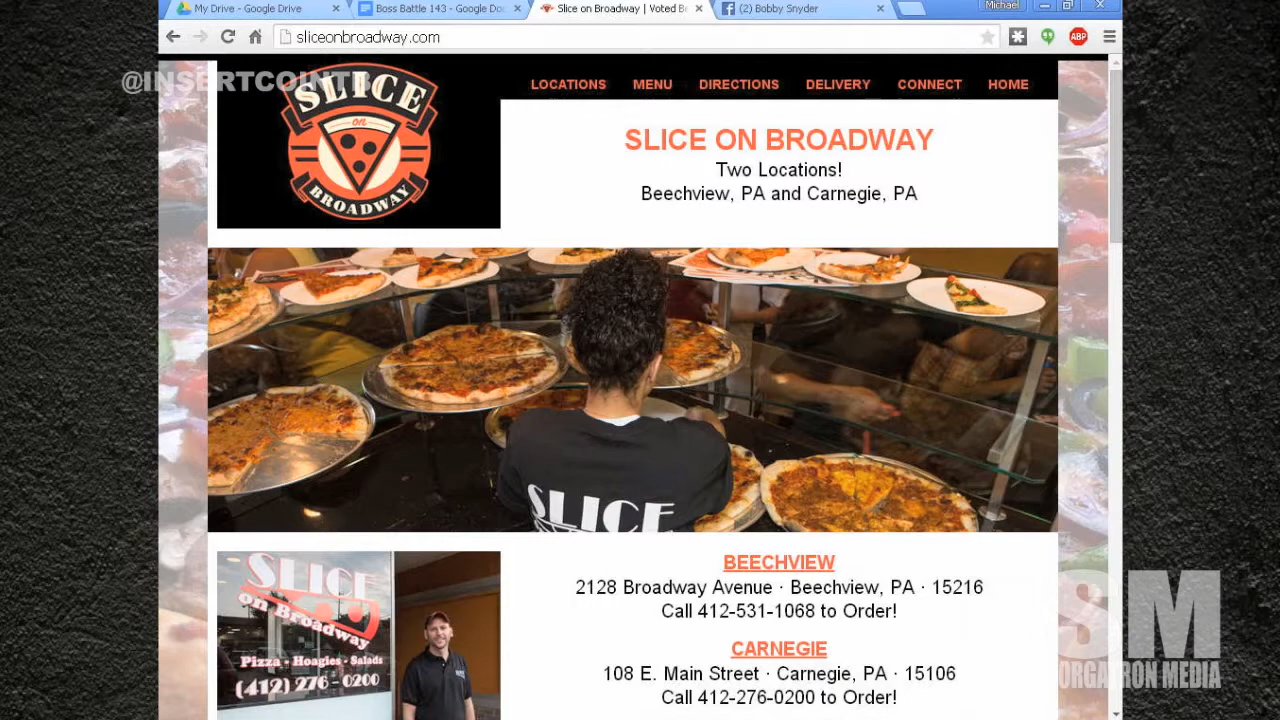 My Drive - Google Drive
Boss Battle 143 - Google Doc
Slice on Broadway | Voted Be
(2) Bobby Snyder
Michael
sliceonbroadway.com
ABP
@INSERTCOINTB
SLICE
on
BROADWAY
LOCATIONS MENU DIRECTIONS DELIVERY CONNECT HOME
SLICE ON BROADWAY
Two Locations!
Beechview, PA and Carnegie, PA
SLICE
SLICE
on Broadway
Pizza - Hoagies - Salads
(412) 276-0200
BEECHVIEW
2128 Broadway Avenue · Beechview, PA · 15216
Call 412-531-1068 to Order!
CARNEGIE
108 E. Main Street · Carnegie, PA · 15106
Call 412-276-0200 to Order!
SM
ORGATRON MEDIA